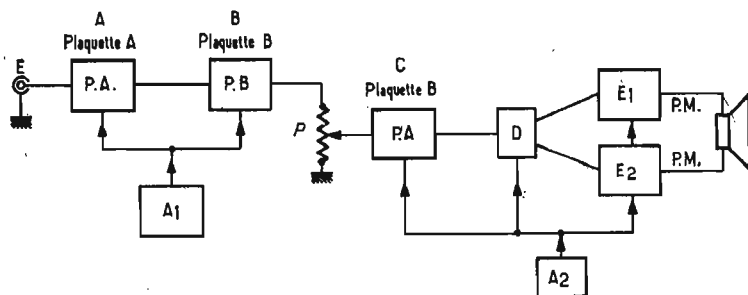 A
Plaquette A
B
Plaquette B
E
P.A.
P.B
C
Plaquette B
P
P.A
D
E1
P.M.
E2
P.M.
A1
A2